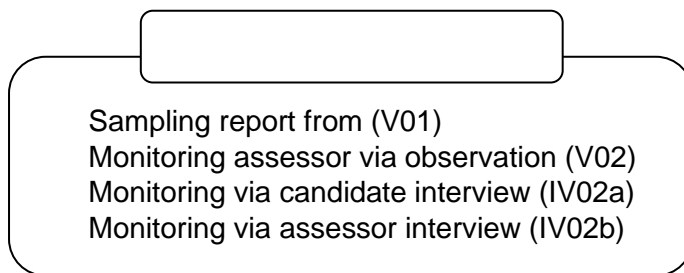 Sampling report from (V01)
Monitoring assessor via observation (V02)
Monitoring via candidate interview (IV02a)
Monitoring via assessor interview (IV02b)